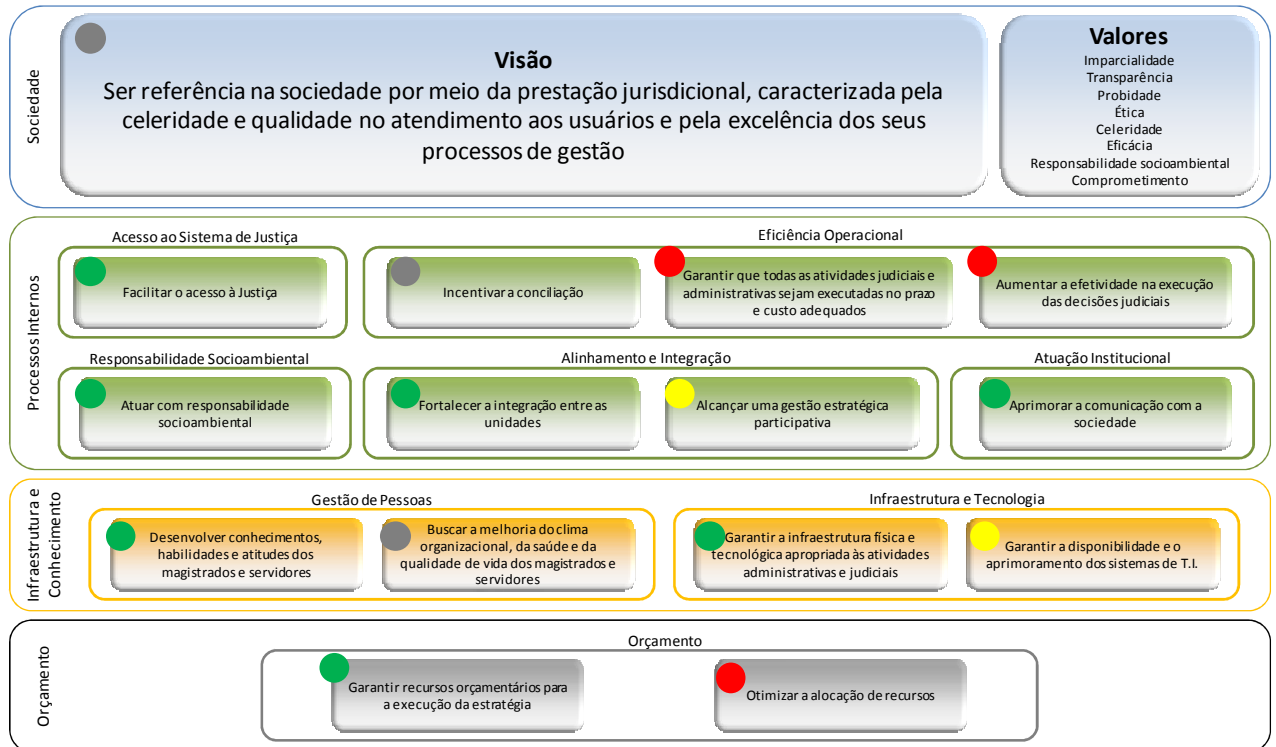 Sociedade
Visão
Ser referência na sociedade por meio da prestação jurisdicional, caracterizada pela
celeridade e qualidade no atendimento aos usuários e pela excelência dos seus
processos de gestão
Valores
Imparcialidade
Transparência
Probidade
Ética
Celeridade
Eficácia
Responsabilidade socioambiental
Comprometimento
Processos Internos
Acesso ao Sistema de Justiça
Facilitar o acesso à Justiça
Eficiência Operacional
Incentivar a conciliação
Garantir que todas as atividades judiciais e
administrativas sejam executadas no prazo
e custo adequados
Aumentar a efetividade na execução
das decisões judiciais
Responsabilidade Socioambiental
Atuar com responsabilidade
socioambiental
Alinhamento e Integração
Fortalecer a integração entre as
unidades
Alcançar uma gestão estratégica
participativa
Atuação Institucional
Aprimorar a comunicação com a
sociedade
Infraestrutura e
Conhecimento
Gestão de Pessoas
Desenvolver conhecimentos,
habilidades e atitudes dos
magistrados e servidores
Buscar a melhoria do clima
organizacional, da saúde e da
qualidade de vida dos magistrados e
servidores
Infraestrutura e Tecnologia
Garantir a infraestrutura física e
tecnológica apropriada às atividades
administrativas e judiciais
Garantir a disponibilidade e o
aprimoramento dos sistemas de T.I.
Orçamento
Orçamento
Garantir recursos orçamentários para
a execução da estratégia
Otimizar a alocação de recursos